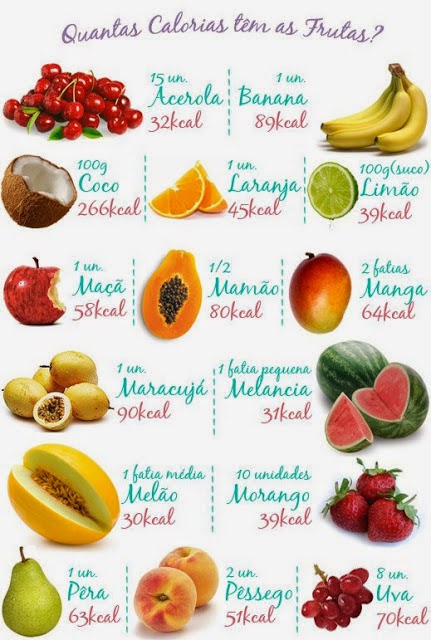 Quantas Calorias têm as Frutas?
15 un.
Acerola
32kcal
1 un.
Banana
89kcal
100g
Coco
266kcal
1 un.
Laranja
45kcal
100g(suco)
Limão
39kcal
1 un.
Maçã
58kcal
1/2
Mamão
80kcal
2 fatias
Manga
64kcal
1 un.
Maracujá
90kcal
1 fatia pequena
Melancia
31kcal
1 fatia média
Melão
30kcal
10 unidades
Morango
39kcal
1 un.
Pêra
63kcal
2 un.
Pêssego
51kcal
8 un.
Uva
70kcal